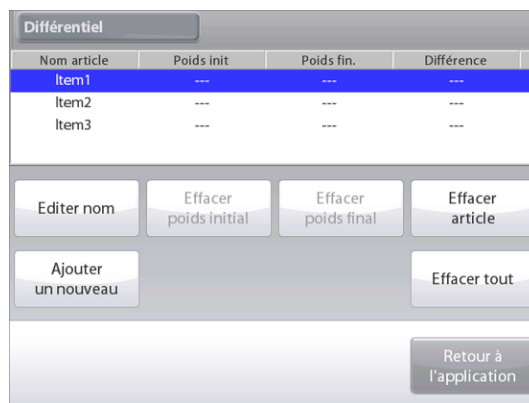 Différentiel
Nom article Poids init Poids fin. Différence
Item1 --- --- ---
Item2 --- --- ---
Item3 --- --- ---
Editer nom
Effacer
poids initial
Effacer
poids final
Effacer
article
Ajouter
un nouveau
Effacer tout
Retour à
l'application